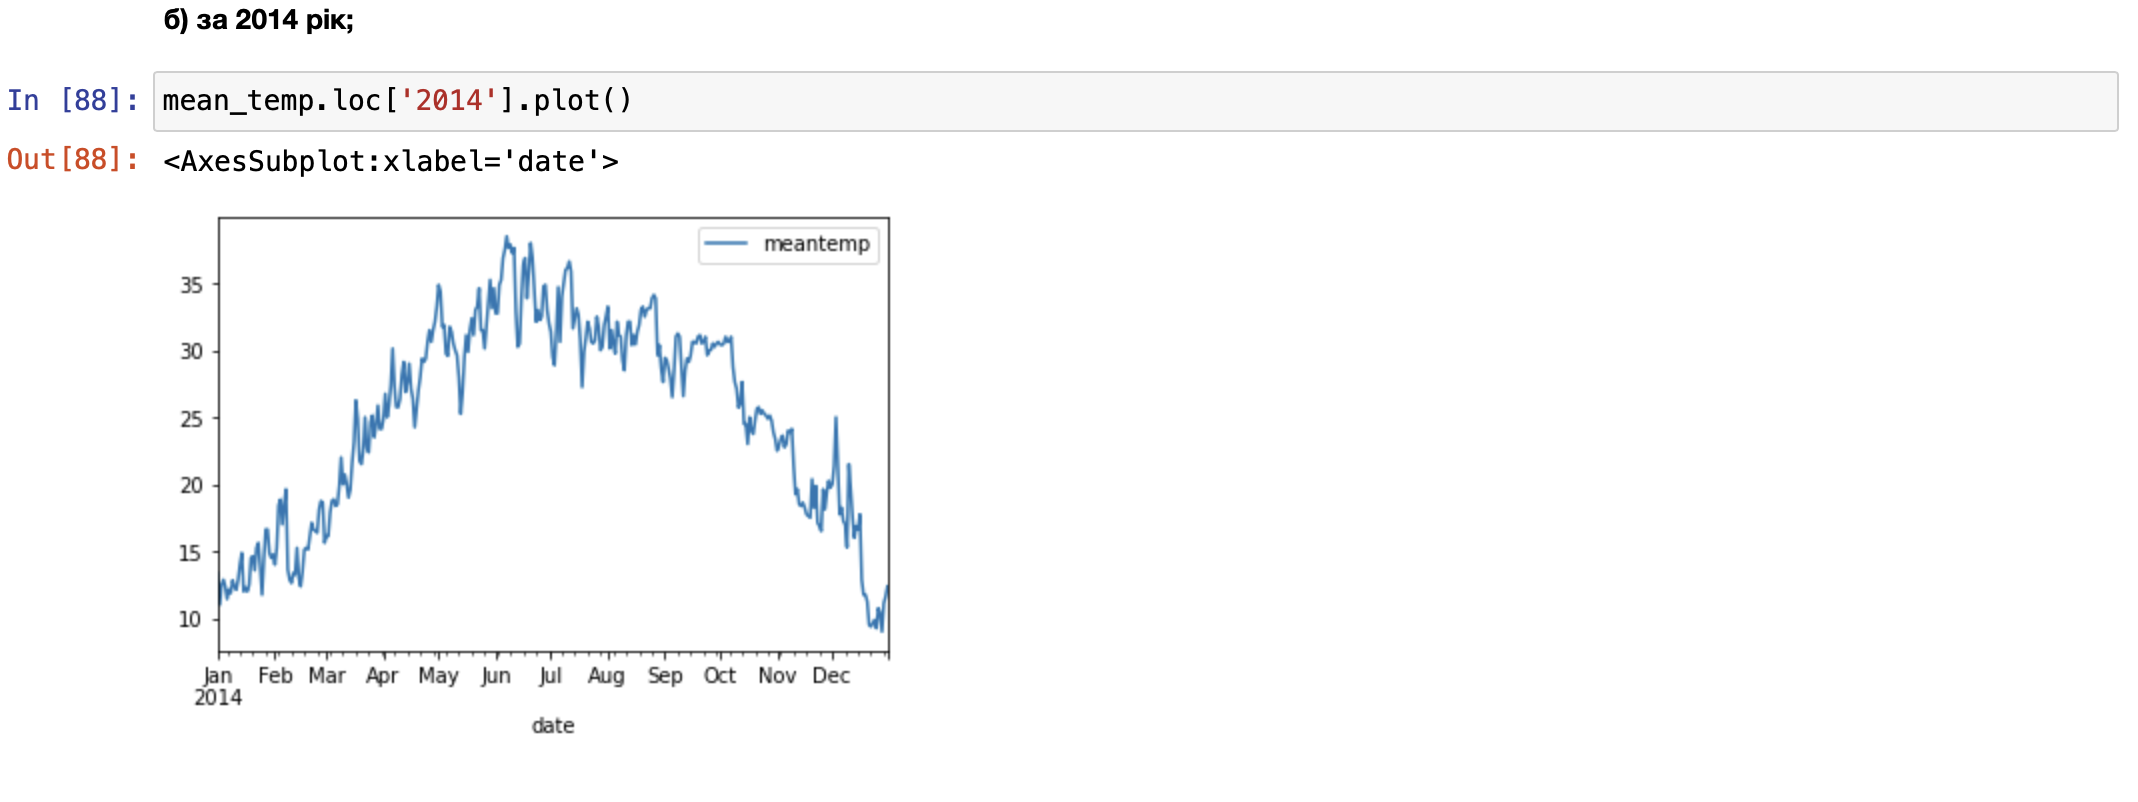 б) за 2014 рік;
In [88]: mean_temp.loc['2014'].plot()
Out[88]: <AxesSubplot:xlabel='date'>
meantemp
35
30
25
20
15
10
Jan Feb Mar Apr May Jun Jul Aug Sep Oct Nov Dec
2014
date